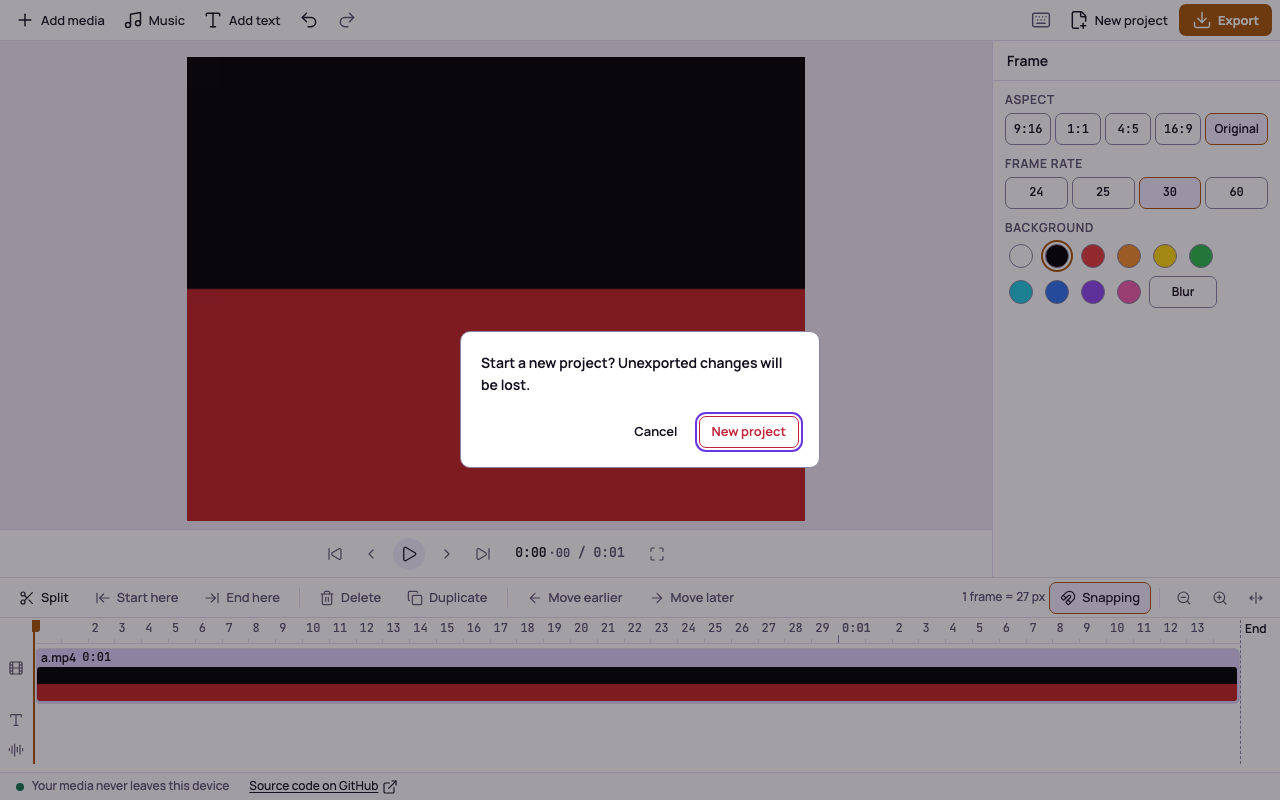 Add media Music Add text New project Export
Frame
ASPECT
9:16 1:1 4:5 16:9 Original
FRAME RATE
24 25 30 60
BACKGROUND
Blur
Start a new project? Unexported changes will
be lost.
Cancel New project
0:00·00 / 0:01
Split Start here End here Delete Duplicate Move earlier Move later 1 frame = 27 px Snapping
2 3 4 5 6 7 8 9 10 11 12 13 14 15 16 17 18 19 20 21 22 23 24 25 26 27 28 29 0:01 2 3 4 5 6 7 8 9 10 11 12 13 End
a.mp4 0:01
Your media never leaves this device Source code on GitHub